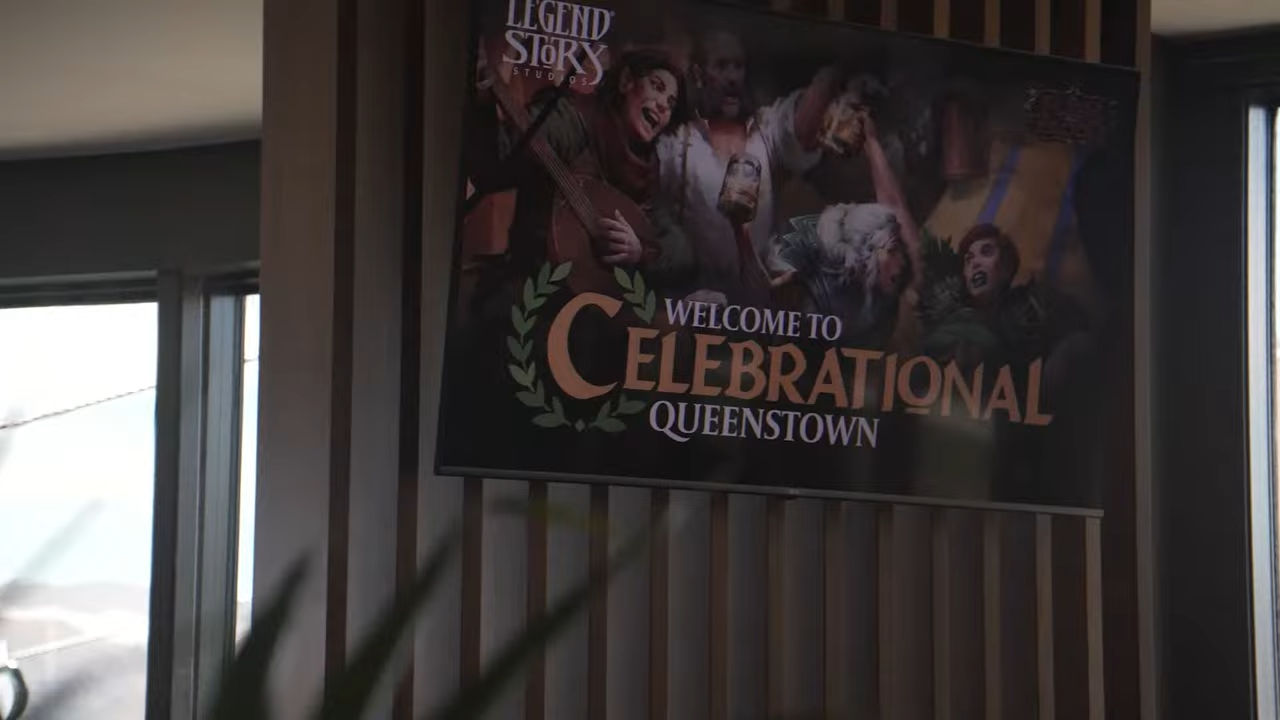 LEGEND
STORY
STUDIOS
WELCOME TO
CELEBRATIONAL
QUEENSTOWN